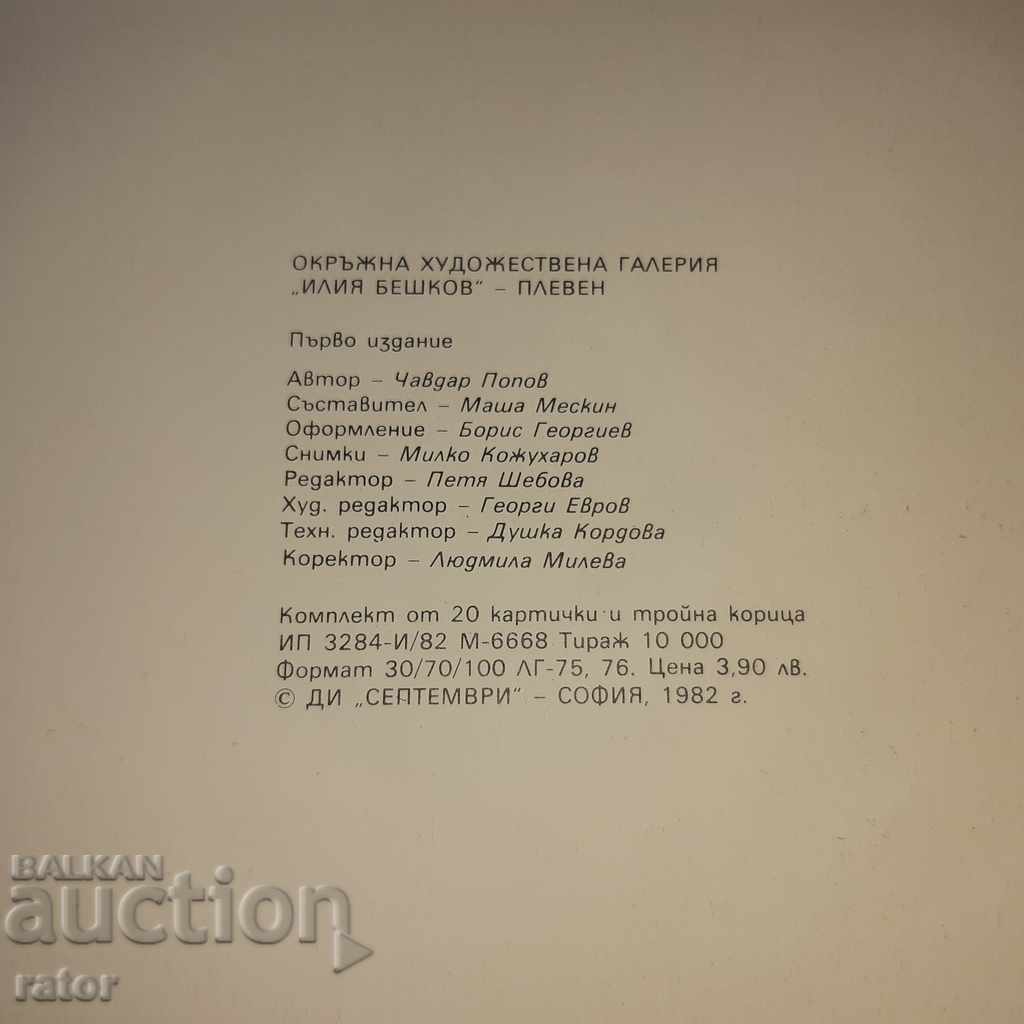 ОКРЪЖНА ХУДОЖЕСТВЕНА ГАЛЕРИЯ
„ИЛИЯ БЕШКОВ“ – ПЛЕВЕН
Първо издание
Автор – Чавдар Попов
Съставител – Маша Мескин
Оформление – Борис Георгиев
Снимки – Милко Кожухаров
Редактор – Петя Шебова
Худ. редактор – Георги Евров
Техн. редактор – Душка Кордова
Коректор – Людмила Милева
Комплект от 20 картички и тройна корица
ИП 3284-И/82 М-6668 Тираж 10 000
Формат 30/70/100 ЛГ-75, 76. Цена 3,90 лв.
© ДИ „СЕПТЕМВРИ“ – СОФИЯ, 1982 г.
BALKAN
auction
rator